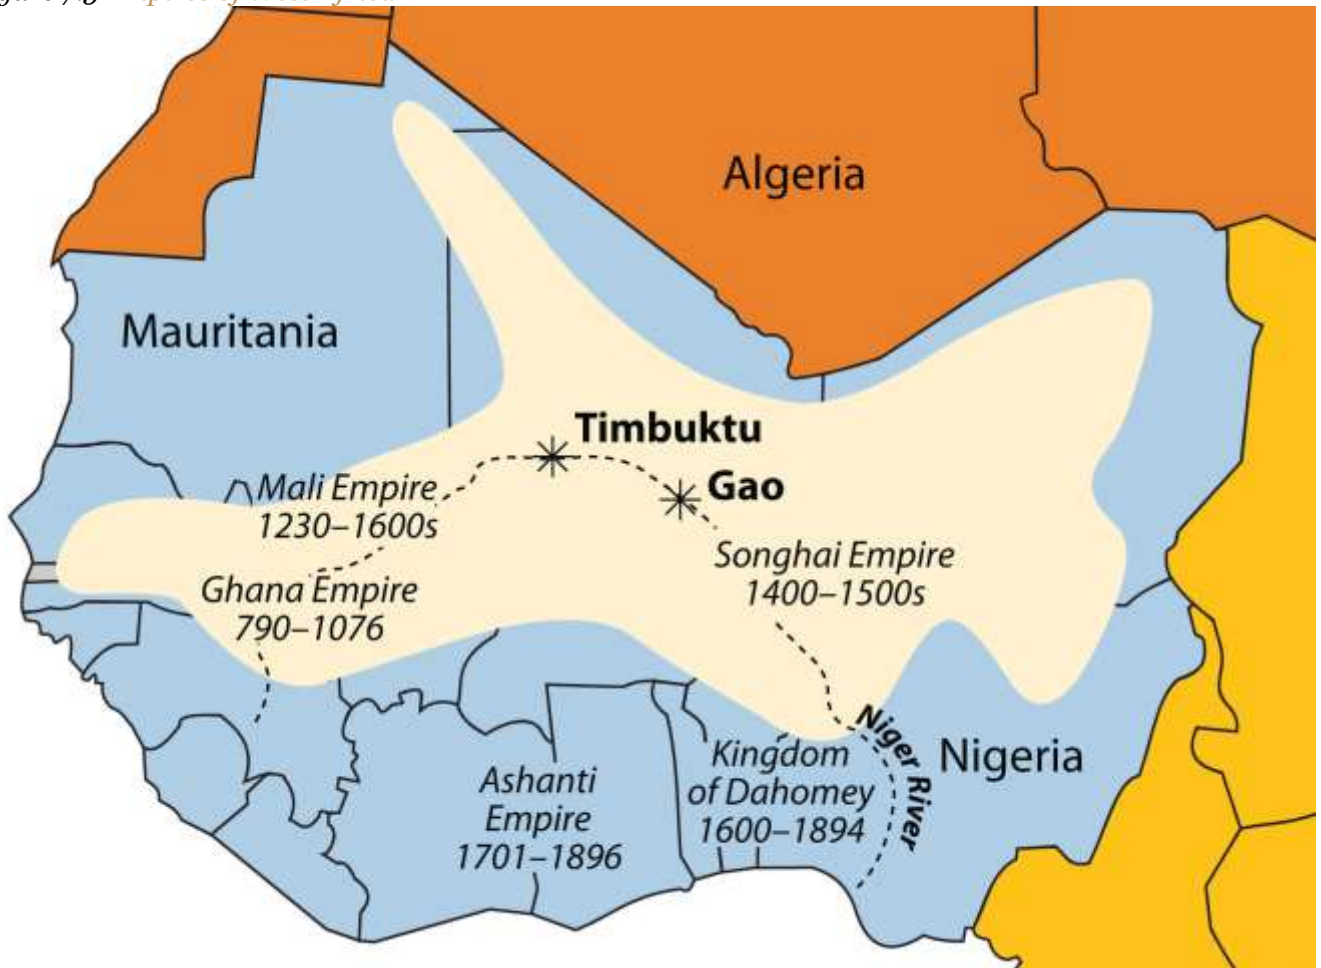 Algeria
Mauritania
Timbuktu
Gao
Mali Empire
1230–1600s
Songhai Empire
1400–1500s
Ghana Empire
790–1076
Niger River
Nigeria
Kingdom
of Dahomey
1600–1894
Ashanti
Empire
1701–1896